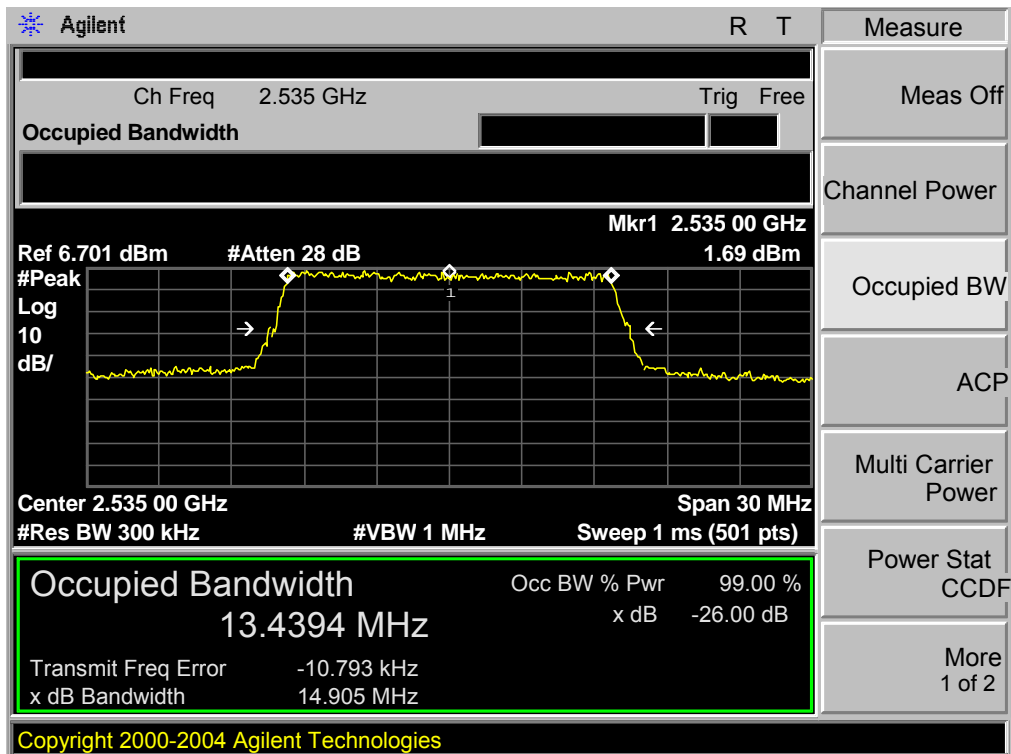 Agilent R T Measure
Ch Freq 2.535 GHz Trig Free
Occupied Bandwidth
Mkr1 2.535 00 GHz
Ref 6.701 dBm #Atten 28 dB 1.69 dBm
#Peak
Log
10
dB/
1
Center 2.535 00 GHz Span 30 MHz
#Res BW 300 kHz #VBW 1 MHz Sweep 1 ms (501 pts)
Occupied Bandwidth
13.4394 MHz
Occ BW % Pwr 99.00 %
x dB -26.00 dB
Transmit Freq Error -10.793 kHz
x dB Bandwidth 14.905 MHz
Copyright 2000-2004 Agilent Technologies
Meas Off
Channel Power
Occupied BW
ACP
Multi Carrier
Power
Power Stat
CCDF
More
1 of 2